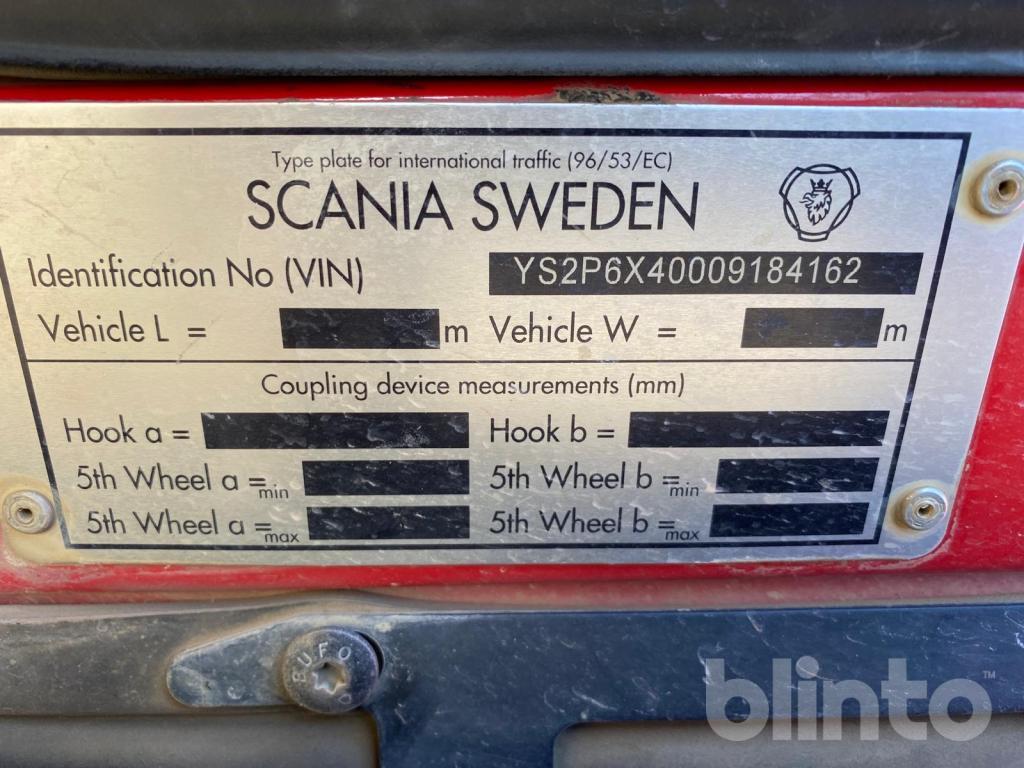 Type plate for international traffic (96/53/EC)
SCANIA SWEDEN
Identification No (VIN) YS2P6X40009184162
Vehicle L = m Vehicle W = m
Coupling device measurements (mm)
Hook a = Hook b =
5th Wheel a =min 5th Wheel b =min
5th Wheel a =max 5th Wheel b =max
BUFO
blinto™